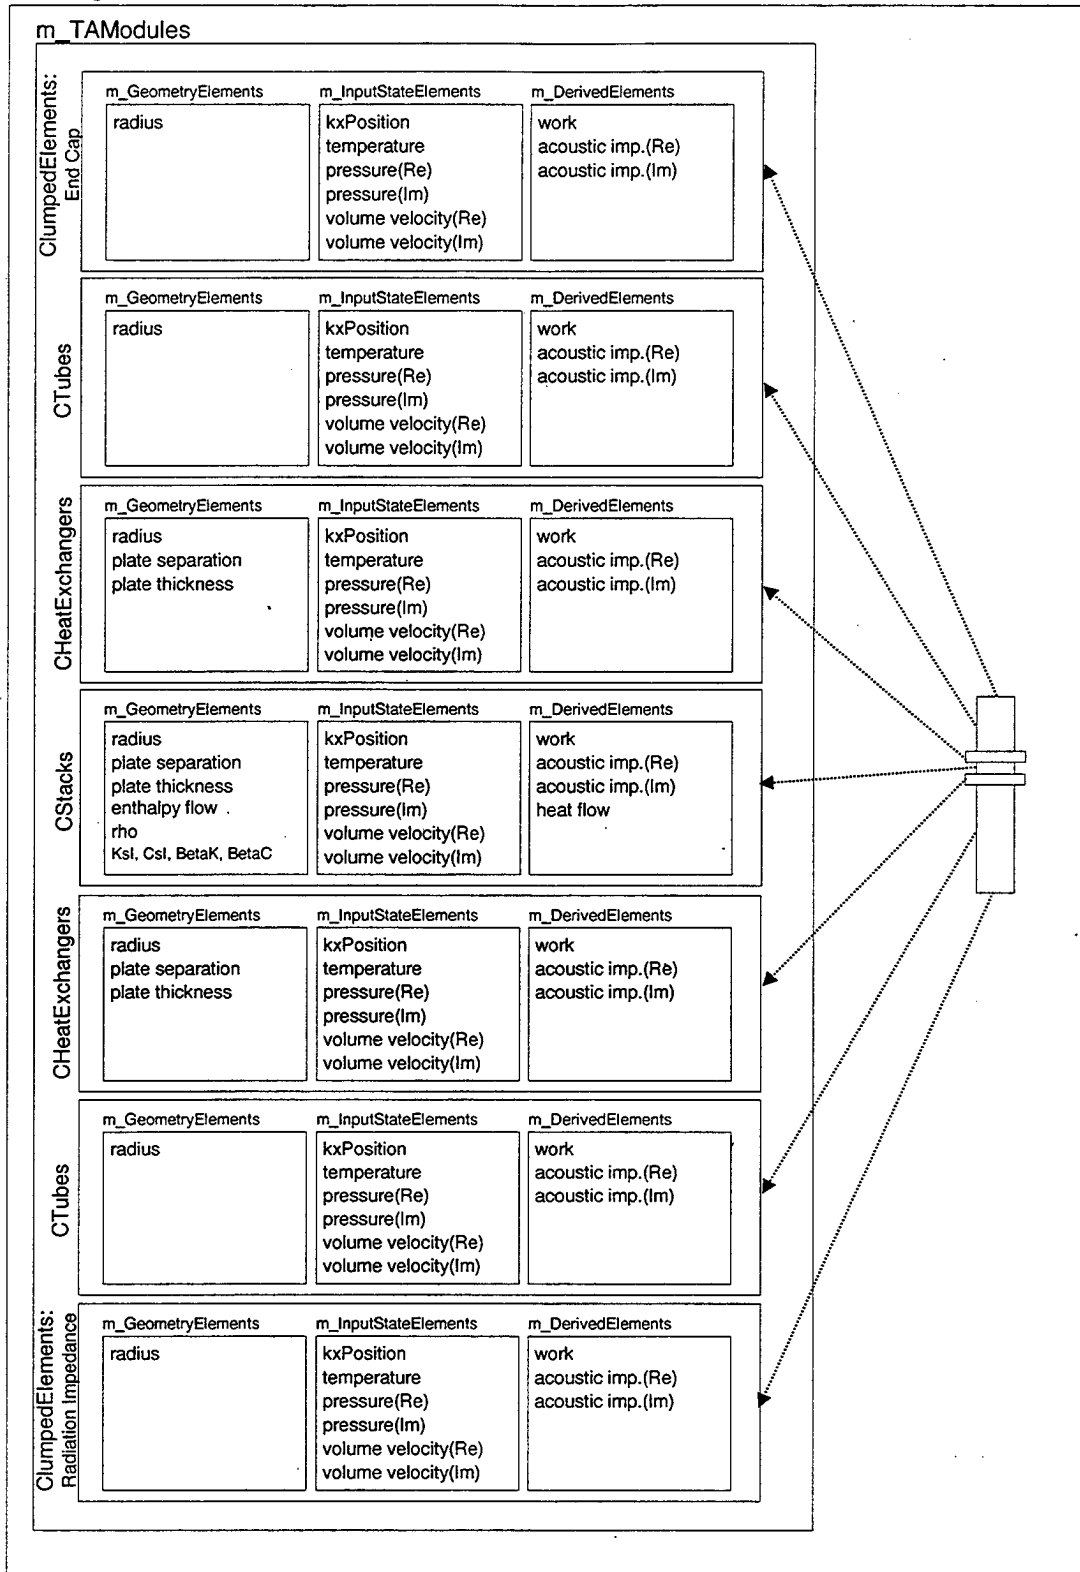 m_TAModules
ClumpedElements:
End Cap
m_GeometryElements
radius
m_InputStateElements
kxPosition
temperature
pressure(Re)
pressure(Im)
volume velocity(Re)
volume velocity(Im)
m_DerivedElements
work
acoustic imp.(Re)
acoustic imp.(Im)
CTubes
m_GeometryElements
radius
m_InputStateElements
kxPosition
temperature
pressure(Re)
pressure(Im)
volume velocity(Re)
volume velocity(Im)
m_DerivedElements
work
acoustic imp.(Re)
acoustic imp.(Im)
CHeatExchangers
m_GeometryElements
radius
plate separation
plate thickness
m_InputStateElements
kxPosition
temperature
pressure(Re)
pressure(Im)
volume velocity(Re)
volume velocity(Im)
m_DerivedElements
work
acoustic imp.(Re)
acoustic imp.(Im)
CStacks
m_GeometryElements
radius
plate separation
plate thickness
enthalpy flow
rho
Ksl, Csl, BetaK, BetaC
m_InputStateElements
kxPosition
temperature
pressure(Re)
pressure(Im)
volume velocity(Re)
volume velocity(Im)
m_DerivedElements
work
acoustic imp.(Re)
acoustic imp.(Im)
heat flow
CHeatExchangers
m_GeometryElements
radius
plate separation
plate thickness
m_InputStateElements
kxPosition
temperature
pressure(Re)
pressure(Im)
volume velocity(Re)
volume velocity(Im)
m_DerivedElements
work
acoustic imp.(Re)
acoustic imp.(Im)
CTubes
m_GeometryElements
radius
m_InputStateElements
kxPosition
temperature
pressure(Re)
pressure(Im)
volume velocity(Re)
volume velocity(Im)
m_DerivedElements
work
acoustic imp.(Re)
acoustic imp.(Im)
ClumpedElements:
Radiation Impedance
m_GeometryElements
radius
m_InputStateElements
kxPosition
temperature
pressure(Re)
pressure(Im)
volume velocity(Re)
volume velocity(Im)
m_DerivedElements
work
acoustic imp.(Re)
acoustic imp.(Im)